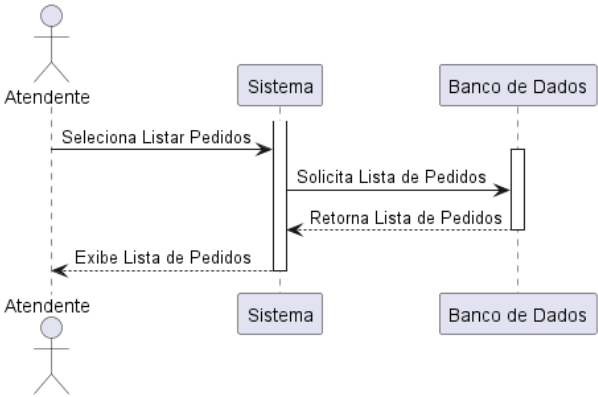 Atendente
Sistema
Banco de Dados
Seleciona Listar Pedidos
Solicita Lista de Pedidos
Retorna Lista de Pedidos
Exibe Lista de Pedidos
Atendente
Sistema
Banco de Dados